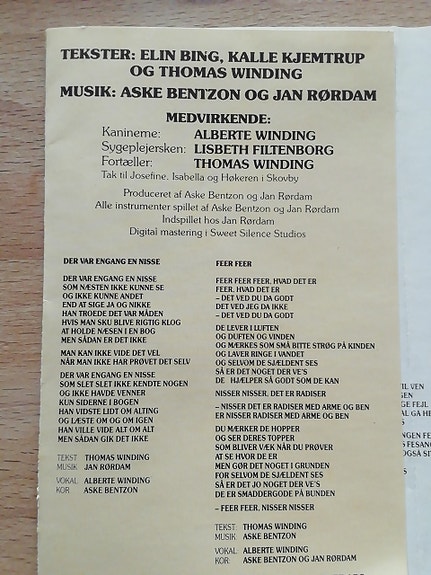 TEKSTER: ELIN BING, KALLE KJEMTRUP
OG THOMAS WINDING
MUSIK: ASKE BENTZON OG JAN RØRDAM
MEDVIRKENDE:
Kaninerne: ALBERTE WINDING
Sygeplejersken: LISBETH FILTENBORG
Fortæller: THOMAS WINDING
Tak til Josefine, Isabella og Høkeren i Skovby
Produceret af Aske Bentzon og Jan Rørdam
Alle instrumenter spillet af Aske Bentzon og Jan Rørdam
Indspillet hos Jan Rørdam
Digital mastering i Sweet Silence Studios
DER VAR ENGANG EN NISSE
DER VAR ENGANG EN NISSE
SOM NÆSTEN IKKE KUNNE SE
OG IKKE KUNNE ANDET
END AT SIGE JA OG NIKKE
HAN TROEDE DET VAR MÅDEN
HVIS MAN SKU BLIVE RIGTIG KLOG
AT HOLDE NÆSEN I EN BOG
MEN SÅDAN ER DET IKKE
MAN KAN IKKE VIDE DET VEL
NÅR MAN IKKE HAR PRØVET DET SELV
DER VAR ENGANG EN NISSE
SOM SLET SLET IKKE KENDTE NOGEN
OG IKKE HAVDE VENNER
KUN SIDERNE I BOGEN
HAN VIDSTE LIDT OM ALTING
OG LÆSTE OM OG OM IGEN
HAN VILLE VIDE ALT OM ALT
MEN SÅDAN GIK DET IKKE
TEKST THOMAS WINDING
MUSIK JAN RØRDAM
VOKAL ALBERTE WINDING
KOR ASKE BENTZON
FEER FEER
FEER FEER FEER, HVAD DET ER
FEER, HVAD DET ER
– DET VED DU DA GODT
DET VED JEG DA IKKE
– DET VED DU DA GODT
DE LEVER I LUFTEN
OG DUFTEN OG VINDEN
OG MÆRKES SOM SMÅ BITTE STRØG PÅ KINDEN
OG LAVER RINGE I VANDET
OG SELVOM DE SJÆLDENT SES
SÅ ER DET NOGET DER VE'S
DE HJÆLPER SÅ GODT SOM DE KAN
NISSER NISSER, DET ER RADISER
– NISSER DET ER RADISER MED ARME OG BEN
ER NISSER RADISER MED ARME OG BEN
DU MÆRKER DE HOPPER
OG SER DERES TOPPER
SOM BLIVER VÆK NÅR DU PRØVER
AT SE HVOR DE ER
MEN GØR DET NOGET I GRUNDEN
FOR SELVOM DE SJÆLDENT SES
SÅ ER DET JO NOGET DER VE'S
DE ER SMADDERGODE PÅ BUNDEN
– FEER FEER, NISSER NISSER
TEKST THOMAS WINDING
MUSIK ASKE BENTZON
VOKAL: ALBERTE WINDING
KOR: ASKE BENTZON OG JAN RØRDAM